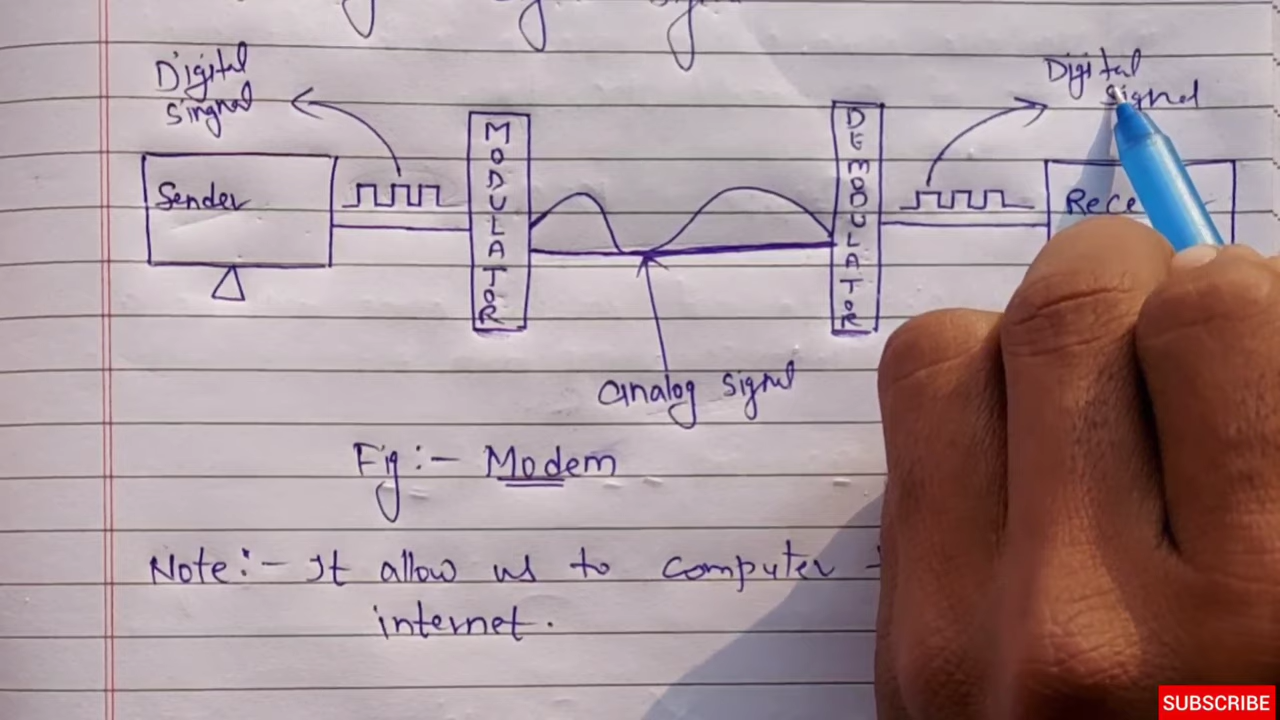 Digital
Singnal
Digital
Signal
Sender
MODULATOR
DEMODULATOR
Rece
analog signal
Fig:- Modem
Note:- It allow us to computer
internet.
SUBSCRIBE